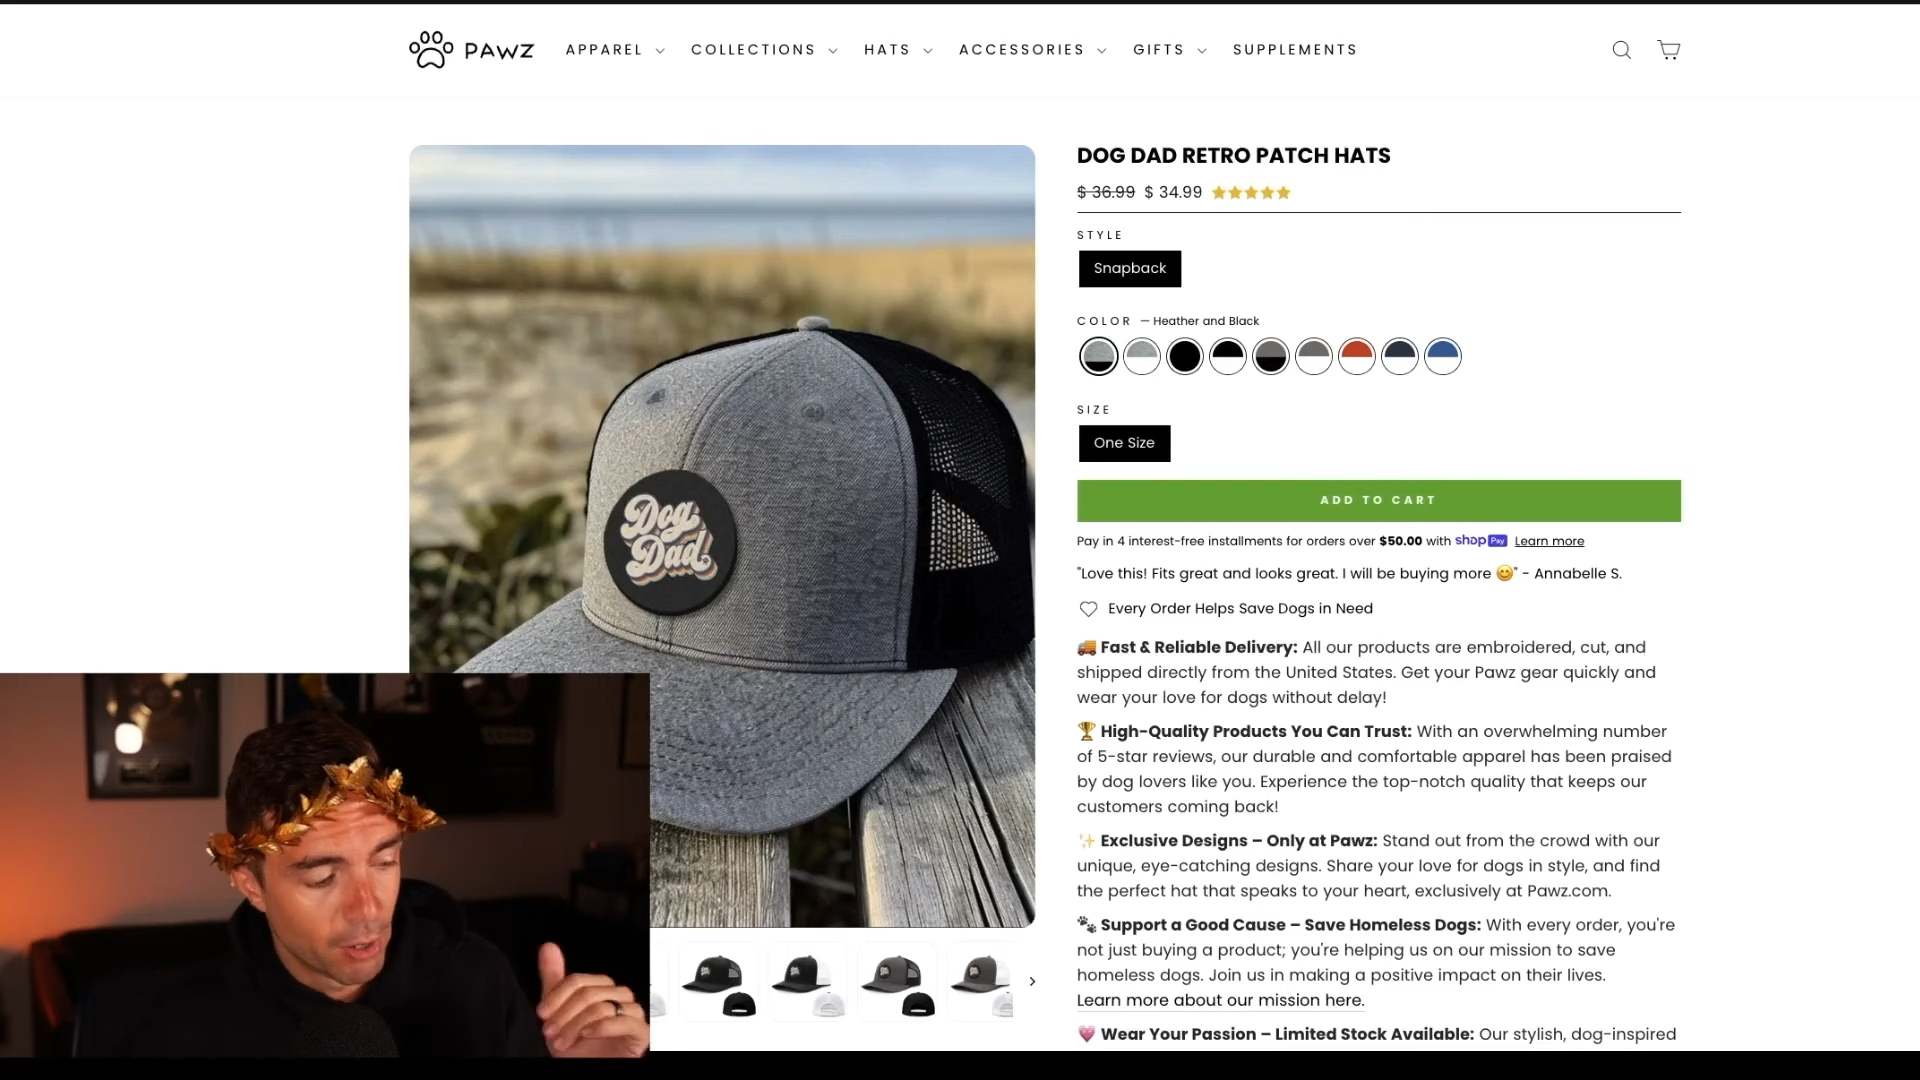 PAWZ
APPAREL
COLLECTIONS
HATS
ACCESSORIES
GIFTS
SUPPLEMENTS
Dog
Dad
DOG DAD RETRO PATCH HATS
$ 36.99 $ 34.99
STYLE
Snapback
COLOR — Heather and Black
SIZE
One Size
ADD TO CART
Pay in 4 interest-free installments for orders over $50.00 with shop Pay Learn more
"Love this! Fits great and looks great. I will be buying more 😊" - Annabelle S.
Every Order Helps Save Dogs in Need
🚚 Fast & Reliable Delivery: All our products are embroidered, cut, and
shipped directly from the United States. Get your Pawz gear quickly and
wear your love for dogs without delay!
🏆 High-Quality Products You Can Trust: With an overwhelming number
of 5-star reviews, our durable and comfortable apparel has been praised
by dog lovers like you. Experience the top-notch quality that keeps our
customers coming back!
✨ Exclusive Designs – Only at Pawz: Stand out from the crowd with our
unique, eye-catching designs. Share your love for dogs in style, and find
the perfect hat that speaks to your heart, exclusively at Pawz.com.
🐾 Support a Good Cause – Save Homeless Dogs: With every order, you're
not just buying a product; you're helping us on our mission to save
homeless dogs. Join us in making a positive impact on their lives.
Learn more about our mission here.
💗 Wear Your Passion – Limited Stock Available: Our stylish, dog-inspired